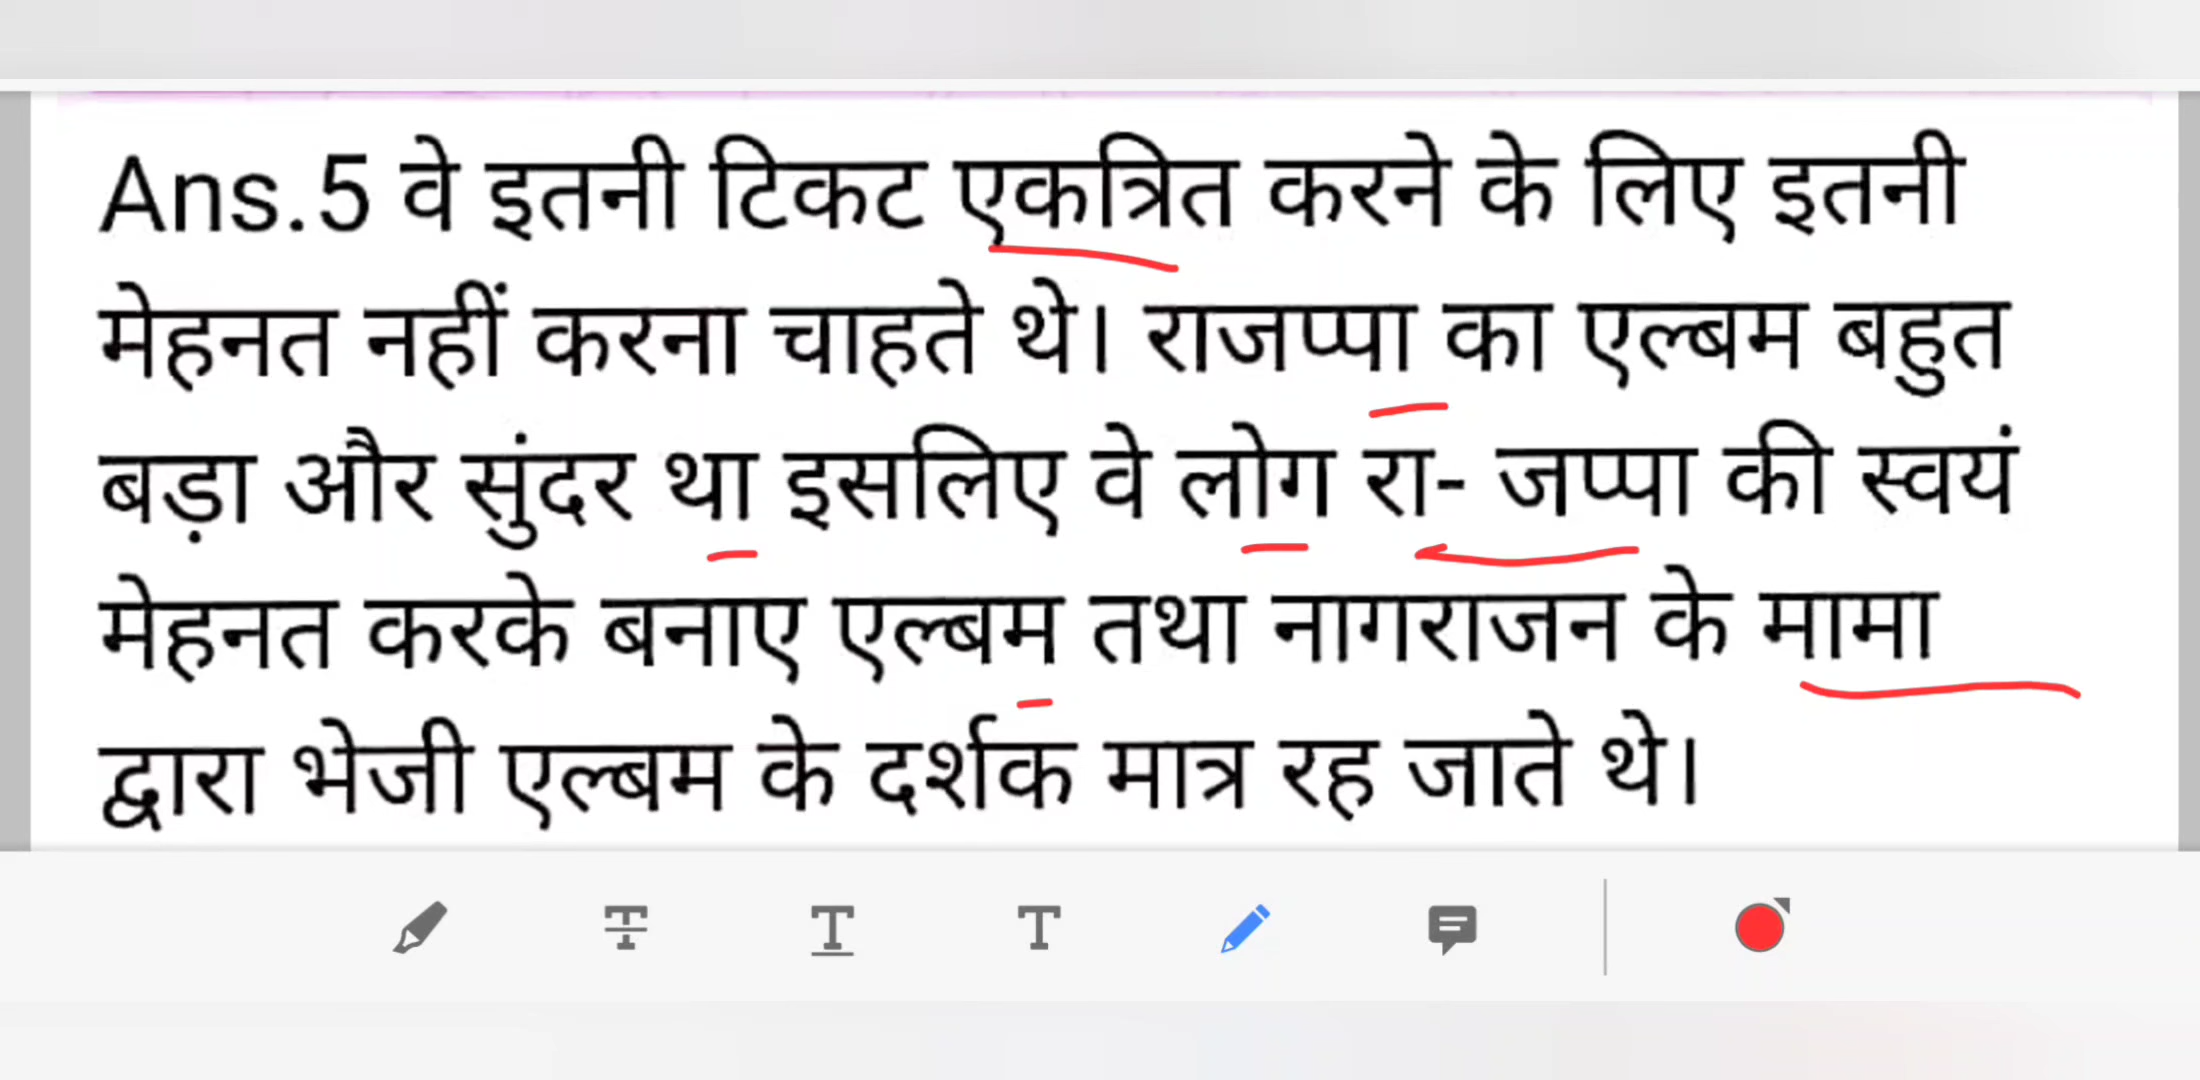 Ans.5 वे इतनी टिकट एकत्रित करने के लिए इतनी
मेहनत नहीं करना चाहते थे। राजप्पा का एल्बम बहुत
बड़ा और सुंदर था इसलिए वे लोग रा- जप्पा की स्वयं
मेहनत करके बनाए एल्बम तथा नागराजन के मामा
द्वारा भेजी एल्बम के दर्शक मात्र रह जाते थे।